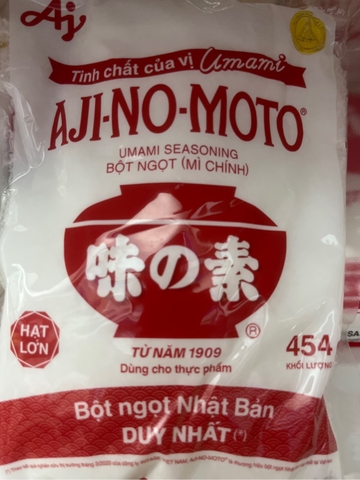 Aj
Tinh chất của vị Umami
AJI-NO-MOTO®
UMAMI SEASONING
BỘT NGỌT (MÌ CHÍNH)
味の素
®
HẠT
LỚN
TỪ NĂM 1909
Dùng cho thực phẩm
454
KHỐI LƯỢNG
Bột ngọt Nhật Bản
DUY NHẤT(*)